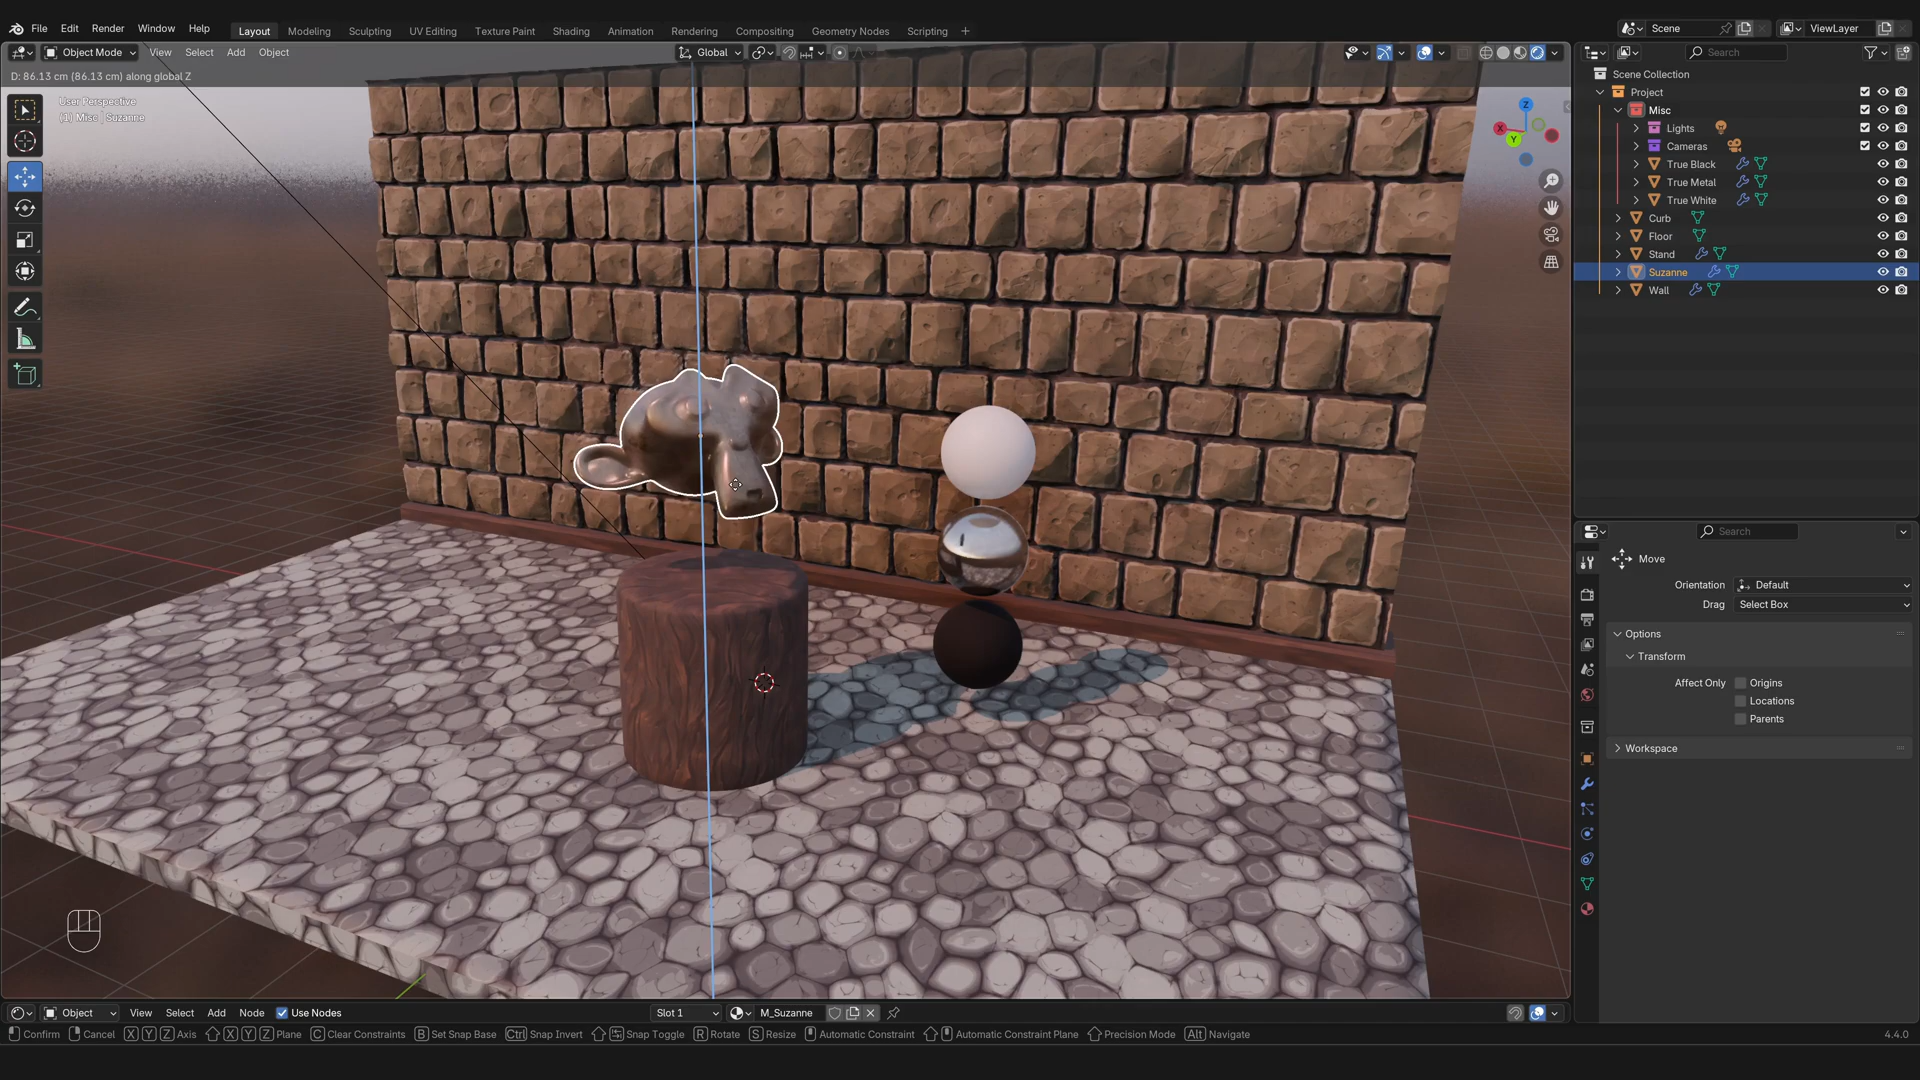 File Edit Render Window Help Layout Modeling Sculpting UV Editing Texture Paint Shading Animation Rendering Compositing Geometry Nodes Scripting + Scene ViewLayer
Object Mode View Select Add Object Global Search
D: 86.13 cm (86.13 cm) along global Z
User Perspective
(1) Misc | Suzanne
Z
X
Y
Scene Collection
Project
Misc
Lights
Cameras
True Black
True Metal
True White
Curb
Floor
Stand
Suzanne
Wall
Search
Move
Orientation Default
Drag Select Box
Options
Transform
Affect Only Origins
Locations
Parents
Workspace
Object View Select Add Node Use Nodes Slot 1 M_Suzanne
Confirm Cancel X Y Z Axis X Y Z Plane C Clear Constraints B Set Snap Base Ctrl Snap Invert Snap Toggle R Rotate S Resize Automatic Constraint Automatic Constraint Plane Precision Mode Alt Navigate 4.4.0